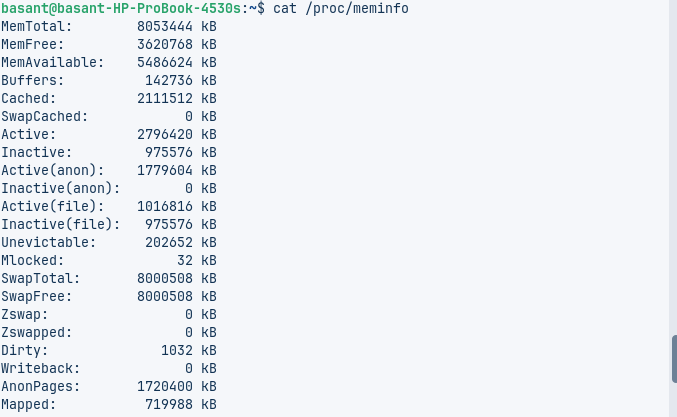 basant@basant-HP-ProBook-4530s:~$ cat /proc/meminfo
MemTotal:        8053444 kB
MemFree:         3620768 kB
MemAvailable:    5486624 kB
Buffers:          142736 kB
Cached:          2111512 kB
SwapCached:            0 kB
Active:          2796420 kB
Inactive:         975576 kB
Active(anon):    1779604 kB
Inactive(anon):        0 kB
Active(file):    1016816 kB
Inactive(file):   975576 kB
Unevictable:      202652 kB
Mlocked:              32 kB
SwapTotal:       8000508 kB
SwapFree:        8000508 kB
Zswap:                 0 kB
Zswapped:              0 kB
Dirty:              1032 kB
Writeback:             0 kB
AnonPages:       1720400 kB
Mapped:           719988 kB